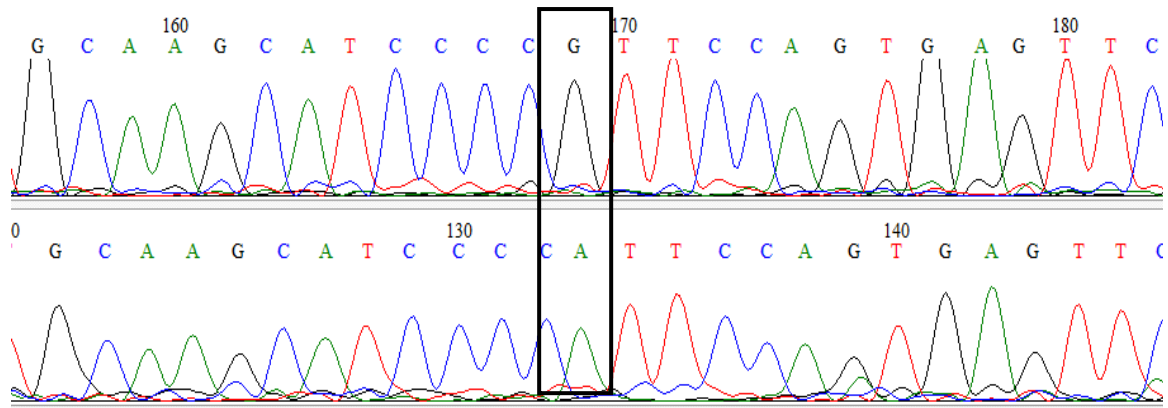 160 170 180
G C A A G C A T C C C C G T T C C A G T G A G T T C
0 130 140
G C A A G C A T C C C C A T T C C A G T G A G T T C